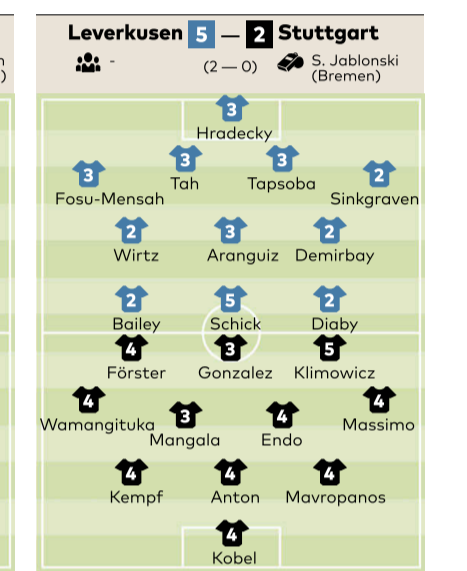 Leverkusen 5 — 2 Stuttgart
n
)
- (2 — 0) S. Jablonski
(Bremen)
3
Hradecky
3 3 3 2
Fosu-Mensah Tah Tapsoba Sinkgraven
2 3 2
Wirtz Aranguiz Demirbay
2 5 2
Bailey Schick Diaby
4 3 5
Förster Gonzalez Klimowicz
4 3 4 4
Wamangituka Mangala Endo Massimo
4 4 4
Kempf Anton Mavropanos
4
Kobel